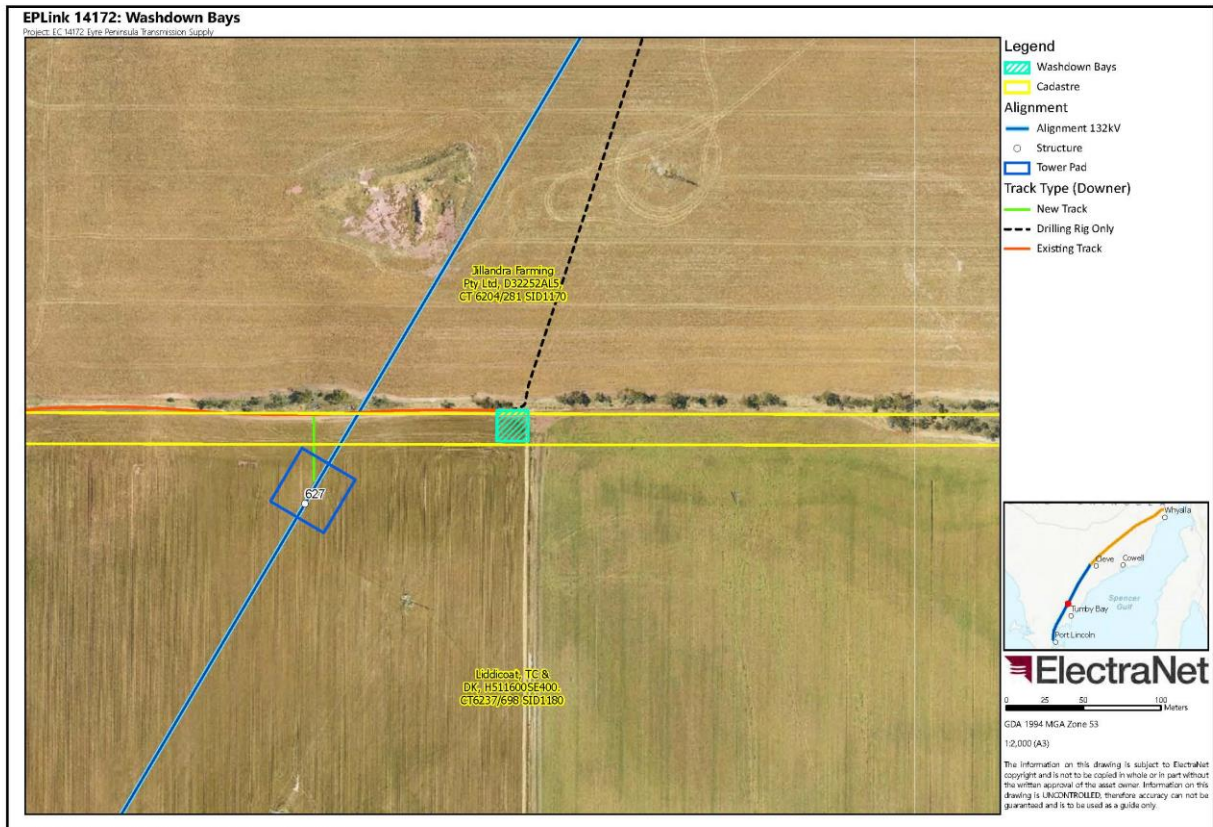 EPLink 14172: Washdown Bays
Project: EC 14172 Eyre Peninsula Transmission Supply
Jillandra Farming
Pty Ltd, D32252AL5,
CT 6204/281 SID1170
627
Liddicoat, TC &
DK, H511600SE400.
CT6237/698 SID1180
Legend
Washdown Bays
Cadastre
Alignment
Alignment 132kV
Structure
Tower Pad
Track Type (Downer)
New Track
Drilling Rig Only
Existing Track
Whyalla
Cleve
Cowell
Spencer
Gulf
Tumby Bay
Port Lincoln
ElectraNet
0 25 50 100
Meters
GDA 1994 MGA Zone 53
1:2,000 (A3)
The information on this drawing is subject to ElectraNet
copyright and is not to be copied in whole or in part without
the written approval of the asset owner. Information on this
drawing is UNCONTROLLED, therefore accuracy can not be
guaranteed and is to be used as a guide only.